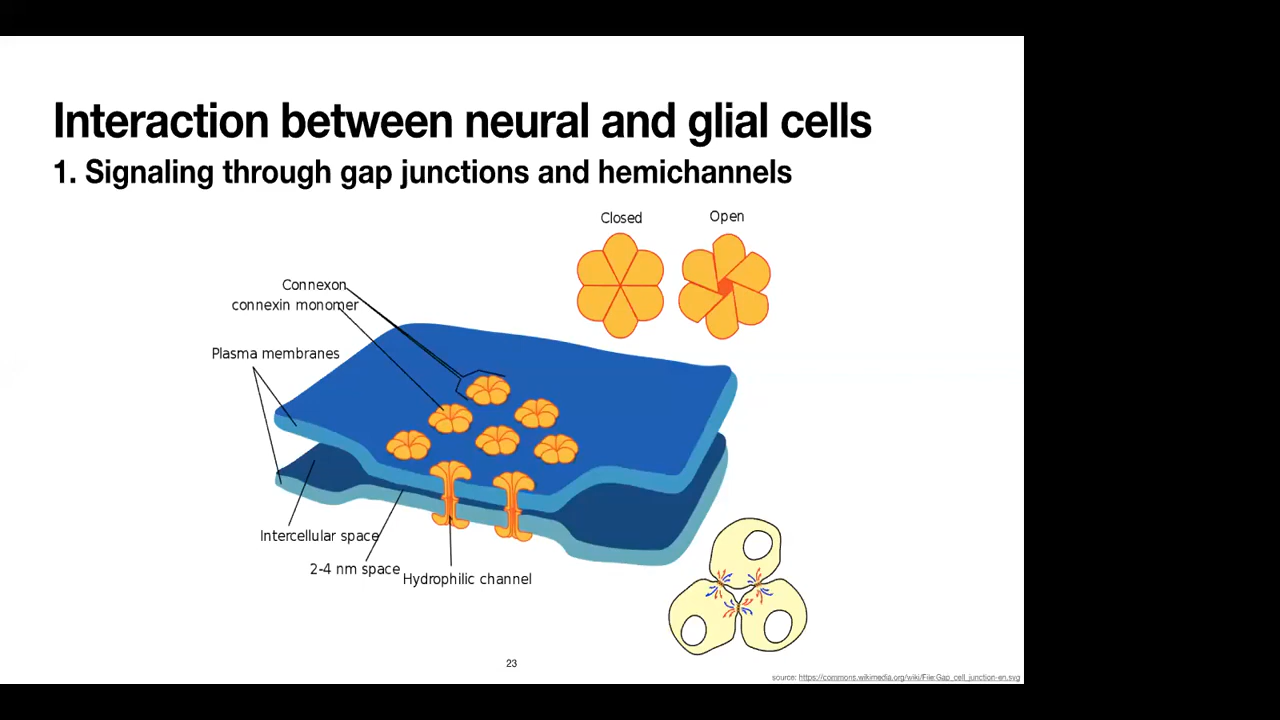 Interaction between neural and glial cells
1. Signaling through gap junctions and hemichannels
Closed
Open
Connexon
connexin monomer
Plasma membranes
Intercellular space
2-4 nm space
Hydrophilic channel
23
source: https://commons.wikimedia.org/wiki/File:Gap_cell_junction-en.svg